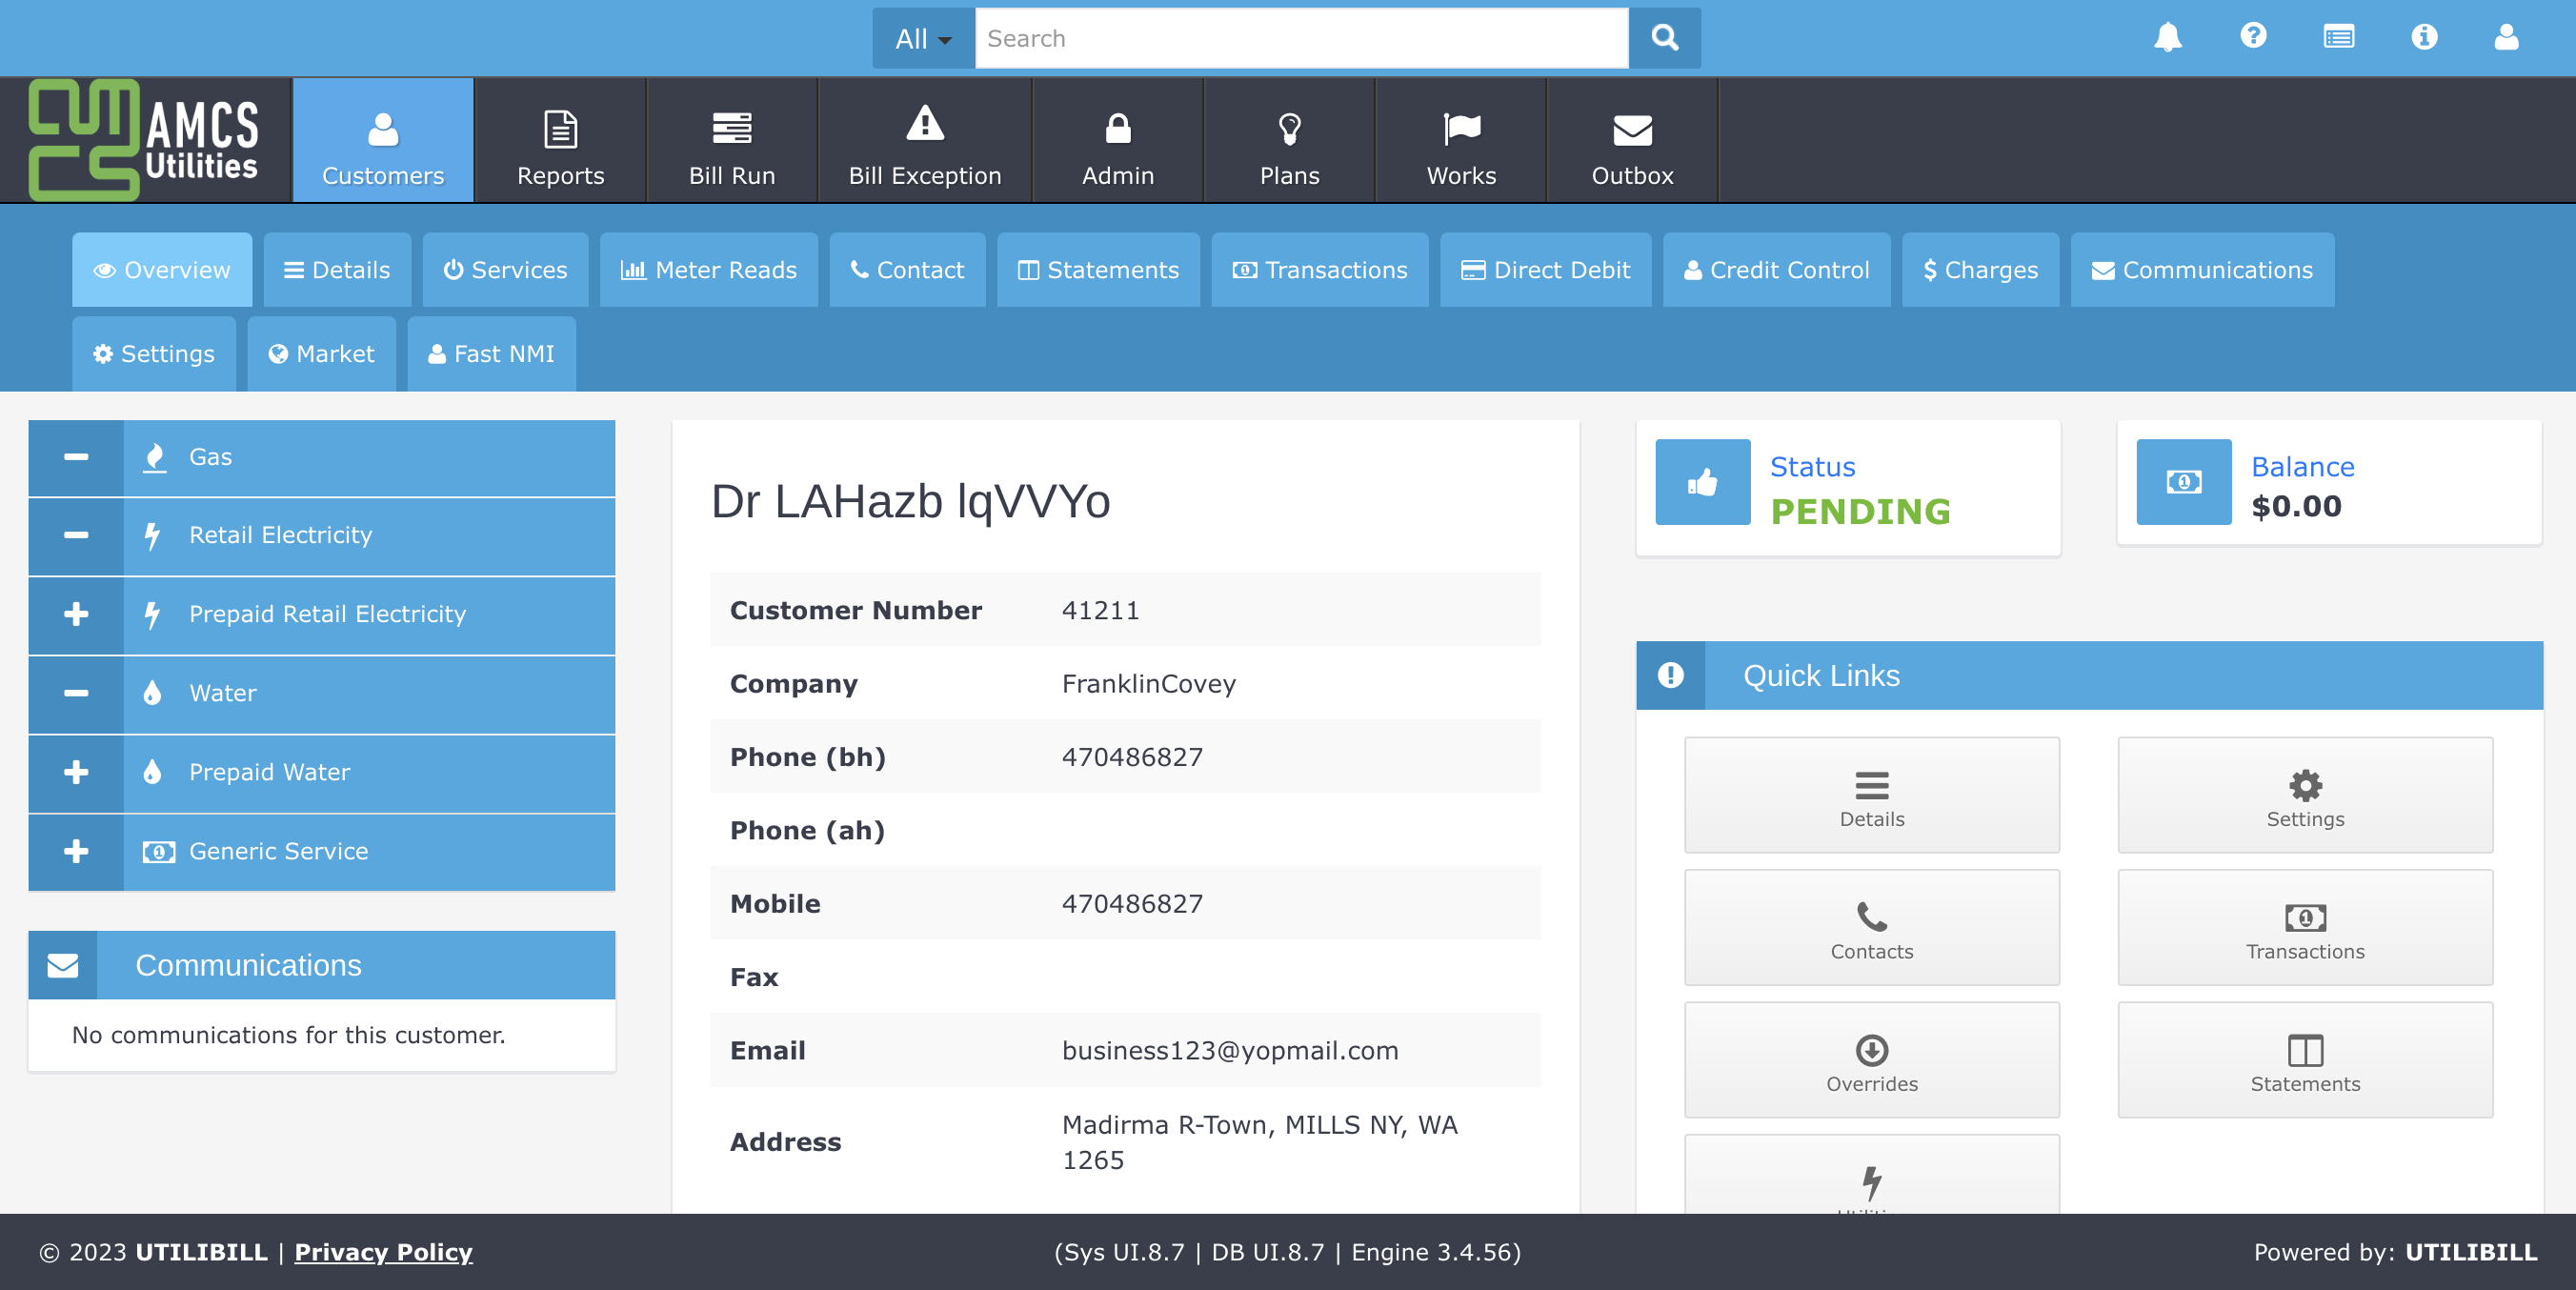 All
Search
AMCS
Utilities
Customers
Reports
Bill Run
Bill Exception
Admin
Plans
Works
Outbox
Overview
Details
Services
Meter Reads
Contact
Statements
Transactions
Direct Debit
Credit Control
Charges
Communications
Settings
Market
Fast NMI
Gas
Retail Electricity
Prepaid Retail Electricity
Water
Prepaid Water
Generic Service
Communications
No communications for this customer.
Dr LAHazb lqVVYo
Customer Number 41211
Company FranklinCovey
Phone (bh) 470486827
Phone (ah)
Mobile 470486827
Fax
Email business123@yopmail.com
Address Madirma R-Town, MILLS NY, WA
1265
Status
PENDING
Balance
$0.00
Quick Links
Details
Settings
Contacts
Transactions
Overrides
Statements
© 2023 UTILIBILL | Privacy Policy
(Sys UI.8.7 | DB UI.8.7 | Engine 3.4.56)
Powered by: UTILIBILL